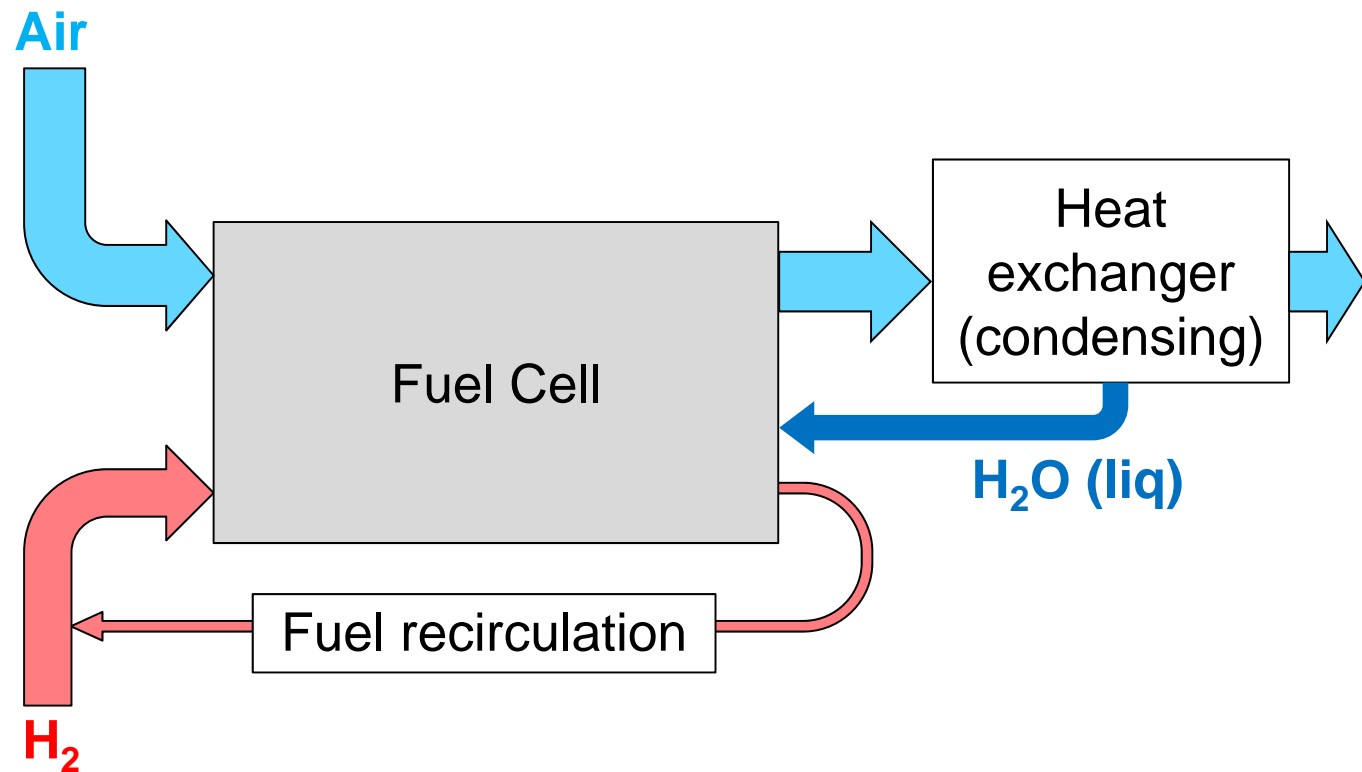 Air
Heat
exchanger
(condensing)
Fuel Cell
H₂O (liq)
Fuel recirculation
H₂